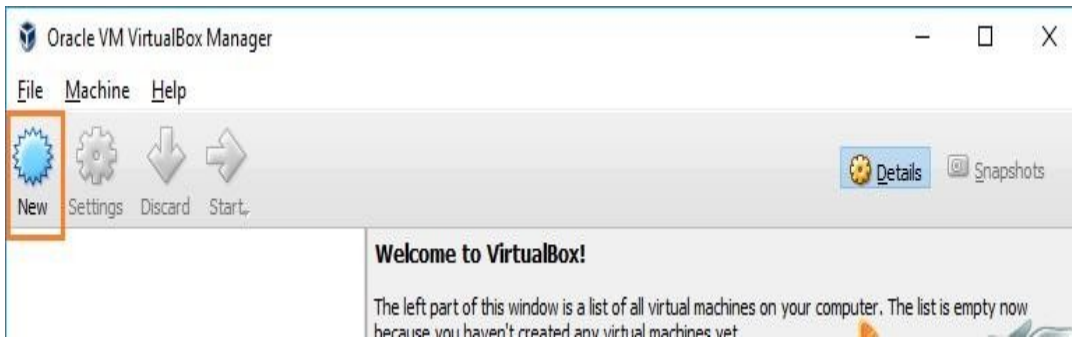 Oracle VM VirtualBox Manager
File Machine Help
New Settings Discard Start
Details Snapshots
Welcome to VirtualBox!
The left part of this window is a list of all virtual machines on your computer. The list is empty now
because you haven't created any virtual machines yet